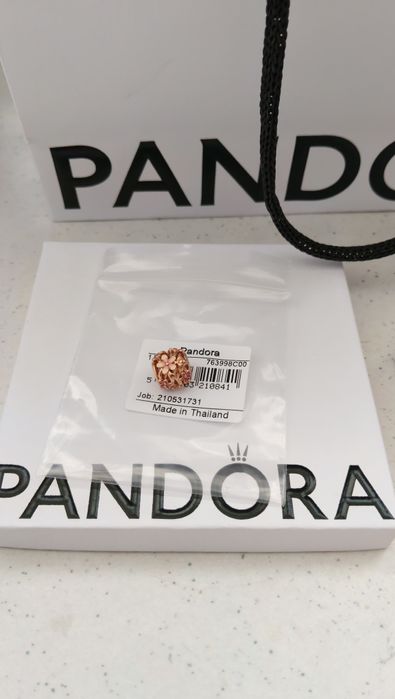 PANDO
Pandora
763998C00
210841
Job: 210531731
Made in Thailand
PANDORA